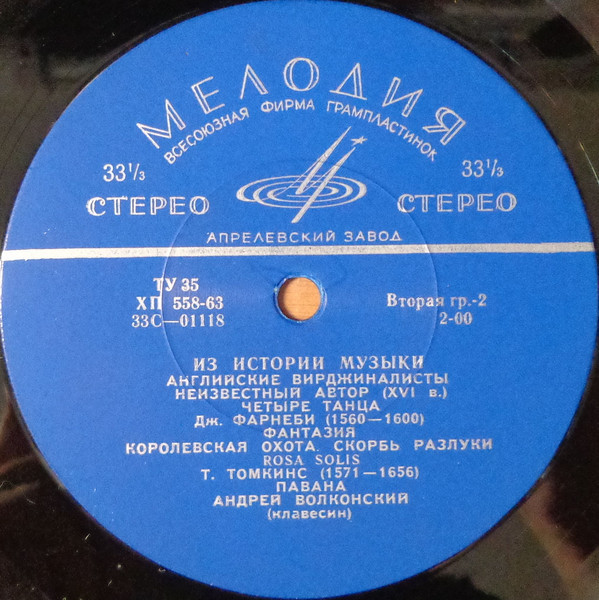 МЕЛОДИЯ
ВСЕСОЮЗНАЯ ФИРМА ГРАМПЛАСТИНОК
33⅓ 33⅓
СТЕРЕО СТЕРЕО
АПРЕЛЕВСКИЙ ЗАВОД
ТУ 35
ХП 558-63
33С—01118
Вторая гр.-2
2-00
ИЗ ИСТОРИИ МУЗЫКИ
АНГЛИЙСКИЕ ВИРДЖИНАЛИСТЫ
НЕИЗВЕСТНЫЙ АВТОР (XVI в.)
ЧЕТЫРЕ ТАНЦА
Дж. ФАРНЕБИ (1560—1600)
ФАНТАЗИЯ
КОРОЛЕВСКАЯ ОХОТА. СКОРБЬ РАЗЛУКИ
ROSA SOLIS
Т. ТОМКИНС (1571—1656)
ПАВАНА
АНДРЕЙ ВОЛКОНСКИЙ
(клавесин)